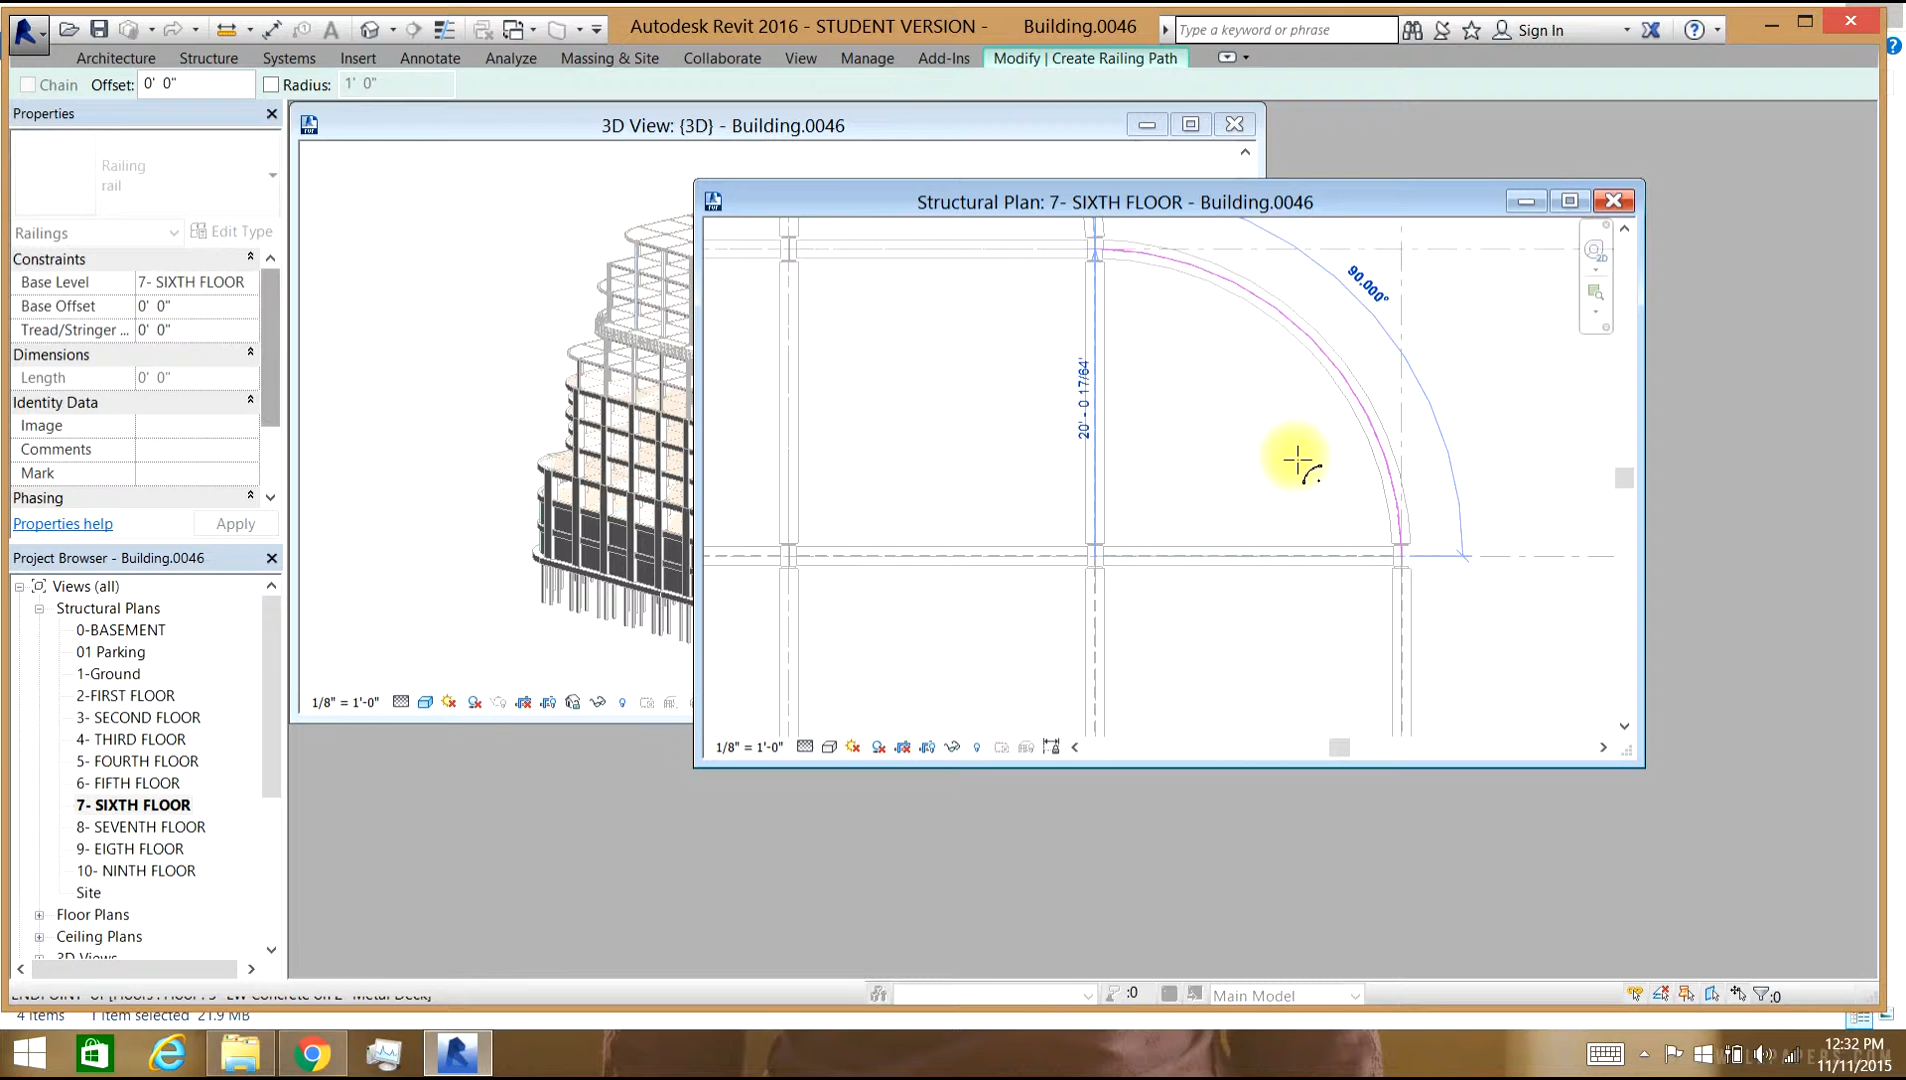 Autodesk Revit 2016 - STUDENT VERSION - Building.0046
Type a keyword or phrase
Sign In
Architecture Structure Systems Insert Annotate Analyze Massing & Site Collaborate View Manage Add-Ins Modify | Create Railing Path
Chain Offset: 0' 0" Radius: 1' 0"
Properties
Railing
rail
Railings
Edit Type
Constraints
Base Level 7- SIXTH FLOOR
Base Offset 0' 0"
Tread/Stringer ... 0' 0"
Dimensions
Length 0' 0"
Identity Data
Image
Comments
Mark
Phasing
Properties help
Apply
Project Browser - Building.0046
Views (all)
Structural Plans
0-BASEMENT
01 Parking
1-Ground
2-FIRST FLOOR
3- SECOND FLOOR
4- THIRD FLOOR
5- FOURTH FLOOR
6- FIFTH FLOOR
7- SIXTH FLOOR
8- SEVENTH FLOOR
9- EIGTH FLOOR
10- NINTH FLOOR
Site
Floor Plans
Ceiling Plans
3D Views
3D View: {3D} - Building.0046
1/8" = 1'-0"
Structural Plan: 7- SIXTH FLOOR - Building.0046
2D
90.000°
20' - 0 17/64"
1/8" = 1'-0"
:0
Main Model
:0
4 items 1 item selected 21.9 MB
12:32 PM
11/11/2015